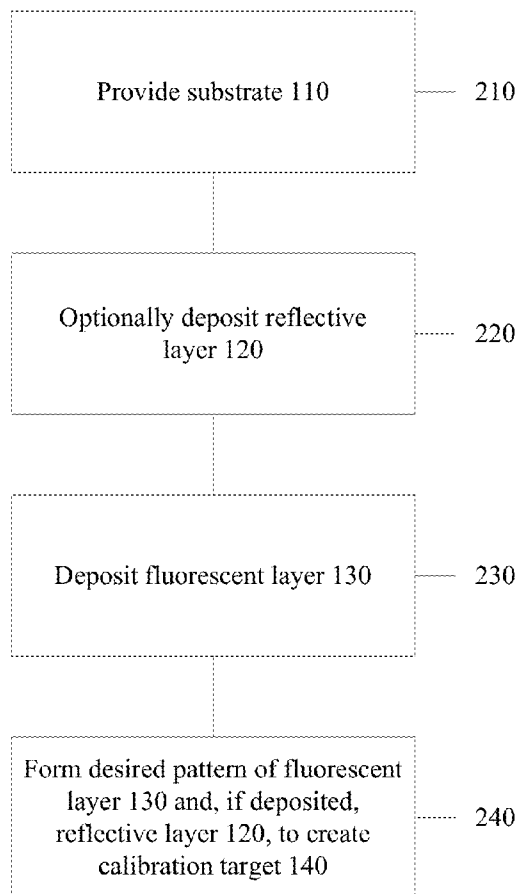 Provide substrate 110
210
Optionally deposit reflective
layer 120
220
Deposit fluorescent layer 130
230
Form desired pattern of fluorescent
layer 130 and, if deposited,
reflective layer 120, to create
calibration target 140
240